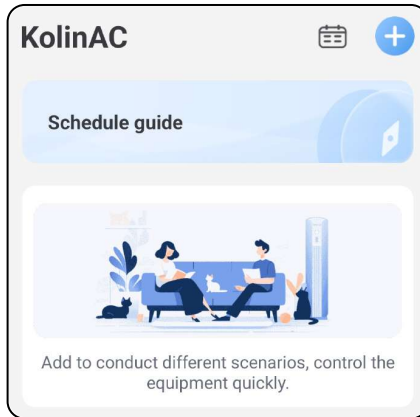 KolinAC
Schedule guide
Add to conduct different scenarios, control the
equipment quickly.